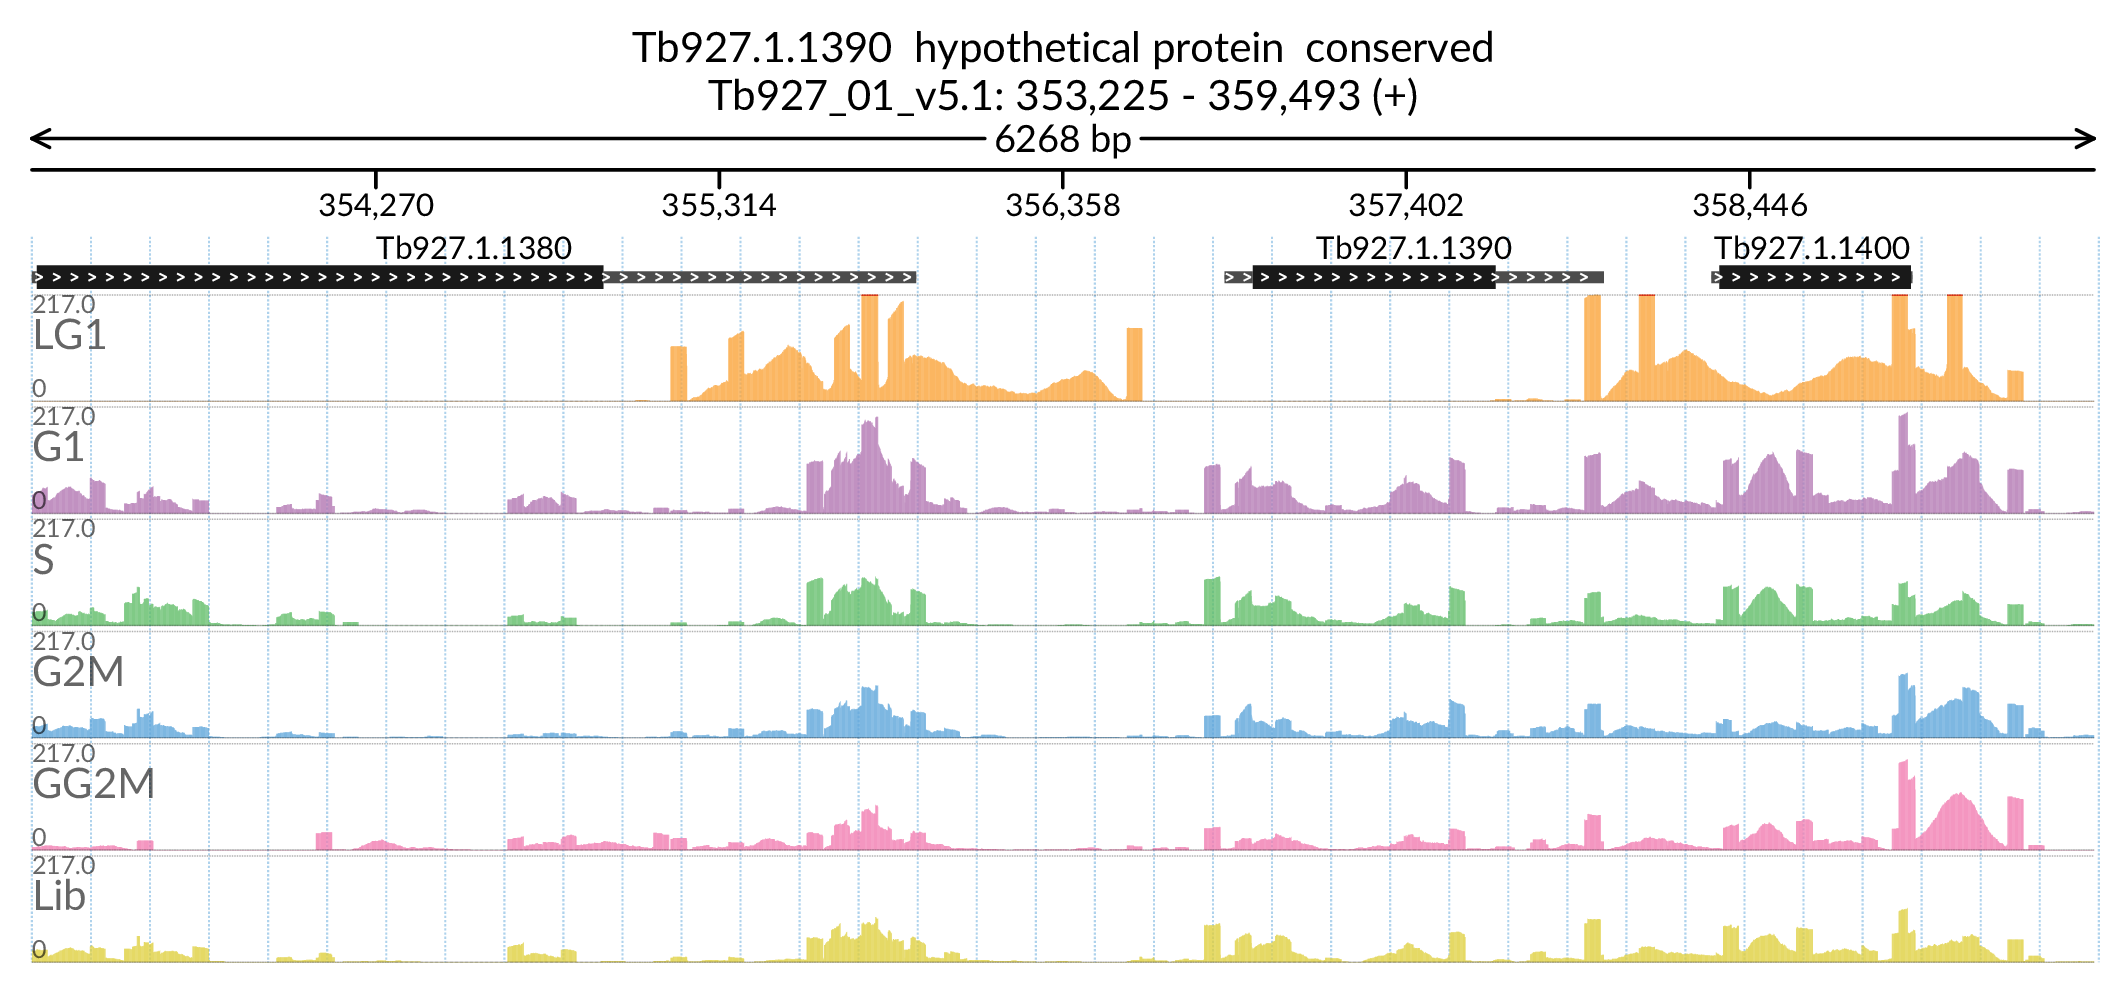 Tb927.1.1390 hypothetical protein conserved
Tb927_01_v5.1: 353,225 - 359,493 (+)
6268 bp
354,270 355,314 356,358 357,402 358,446
Tb927.1.1380 Tb927.1.1390 Tb927.1.1400
217.0
LG1
0
217.0
G1
0
217.0
S
0
217.0
G2M
0
217.0
GG2M
0
217.0
Lib
0